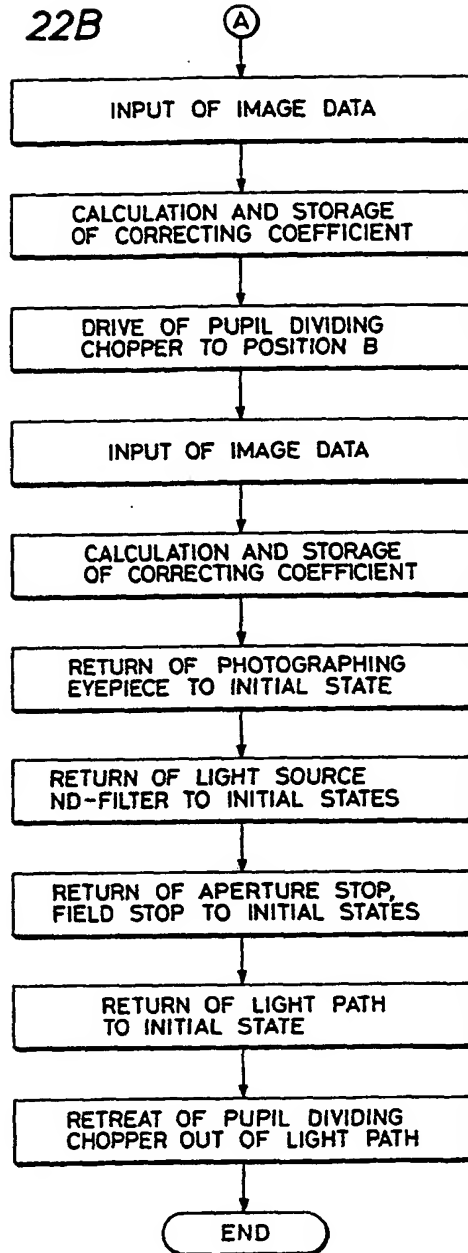 22B
A
INPUT OF IMAGE DATA
CALCULATION AND STORAGE
OF CORRECTING COEFFICIENT
DRIVE OF PUPIL DIVIDING
CHOPPER TO POSITION B
INPUT OF IMAGE DATA
CALCULATION AND STORAGE
OF CORRECTING COEFFICIENT
RETURN OF PHOTOGRAPHING
EYEPIECE TO INITIAL STATE
RETURN OF LIGHT SOURCE
ND-FILTER TO INITIAL STATES
RETURN OF APERTURE STOP,
FIELD STOP TO INITIAL STATES
RETURN OF LIGHT PATH
TO INITIAL STATE
RETREAT OF PUPIL DIVIDING
CHOPPER OUT OF LIGHT PATH
END